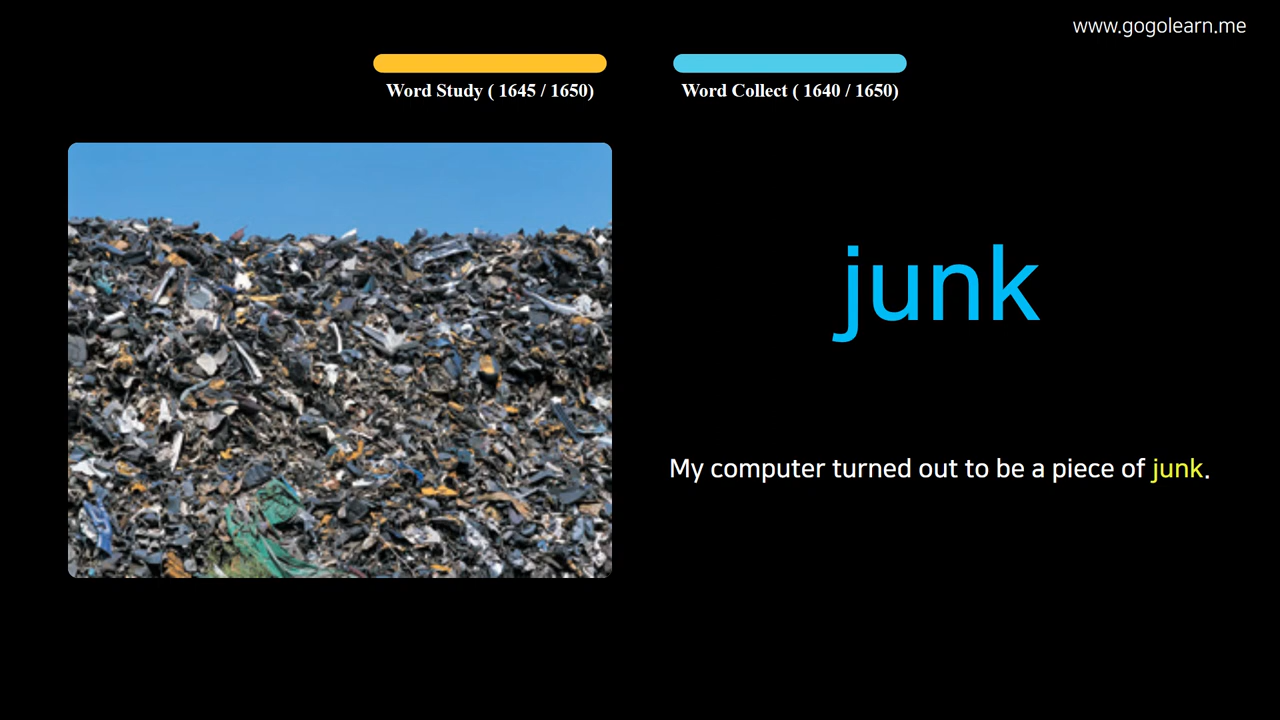 www.gogolearn.me
Word Study ( 1645 / 1650)
Word Collect ( 1640 / 1650)
junk
My computer turned out to be a piece of junk.